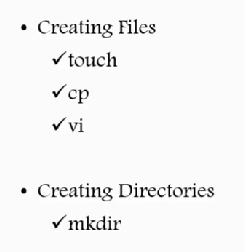 • Creating Files
✓touch
✓cp
✓vi
• Creating Directories
✓mkdir